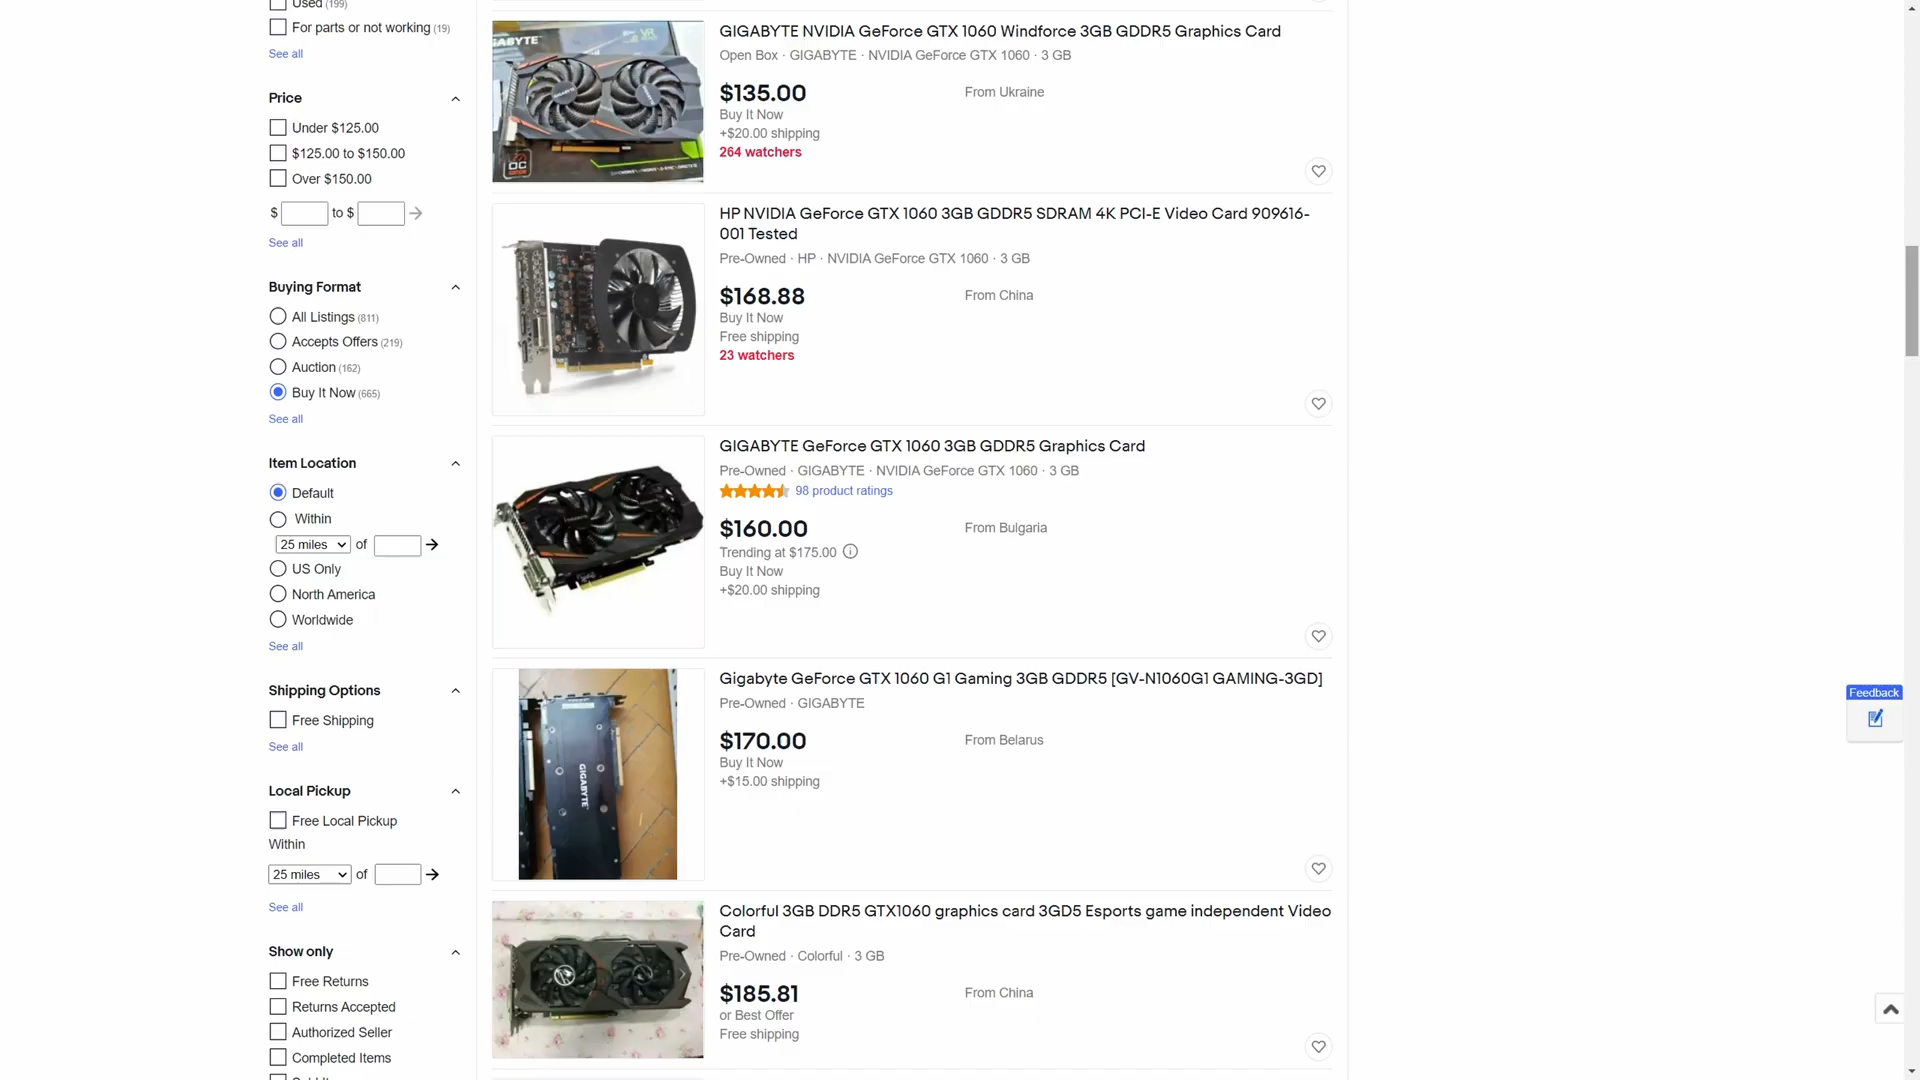 Used (199)
For parts or not working (19)
See all
Price
Under $125.00
$125.00 to $150.00
Over $150.00
$ to $
See all
Buying Format
All Listings (811)
Accepts Offers (219)
Auction (162)
Buy It Now (665)
See all
Item Location
Default
Within
25 miles of
US Only
North America
Worldwide
See all
Shipping Options
Free Shipping
See all
Local Pickup
Free Local Pickup
Within
25 miles of
See all
Show only
Free Returns
Returns Accepted
Authorized Seller
Completed Items
GIGABYTE NVIDIA GeForce GTX 1060 Windforce 3GB GDDR5 Graphics Card
Open Box · GIGABYTE · NVIDIA GeForce GTX 1060 · 3 GB
$135.00
From Ukraine
Buy It Now
+$20.00 shipping
264 watchers
HP NVIDIA GeForce GTX 1060 3GB GDDR5 SDRAM 4K PCI-E Video Card 909616-
001 Tested
Pre-Owned · HP · NVIDIA GeForce GTX 1060 · 3 GB
$168.88
From China
Buy It Now
Free shipping
23 watchers
GIGABYTE GeForce GTX 1060 3GB GDDR5 Graphics Card
Pre-Owned · GIGABYTE · NVIDIA GeForce GTX 1060 · 3 GB
98 product ratings
$160.00
From Bulgaria
Trending at $175.00
Buy It Now
+$20.00 shipping
GIGABYTE
Gigabyte GeForce GTX 1060 G1 Gaming 3GB GDDR5 [GV-N1060G1 GAMING-3GD]
Pre-Owned · GIGABYTE
$170.00
From Belarus
Buy It Now
+$15.00 shipping
Colorful 3GB DDR5 GTX1060 graphics card 3GD5 Esports game independent Video
Card
Pre-Owned · Colorful · 3 GB
$185.81
From China
or Best Offer
Free shipping
Feedback